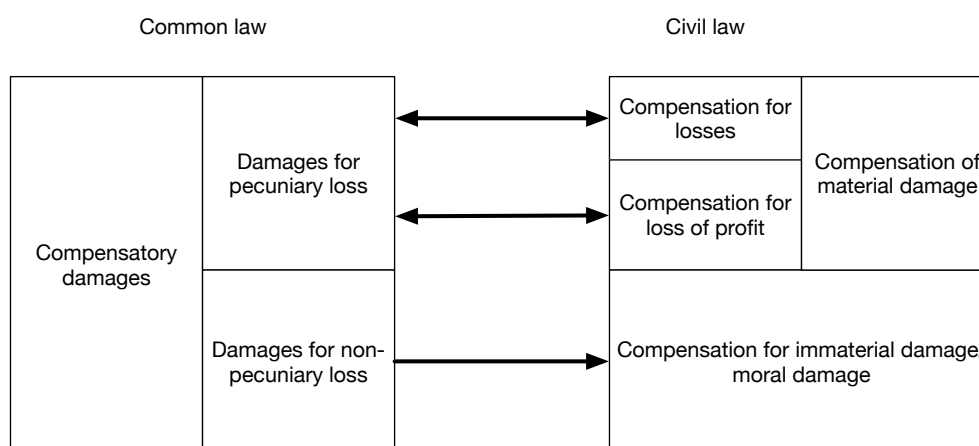 Common law
Civil law
Compensatory
damages
Damages for
pecuniary loss
Damages for non-
pecuniary loss
Compensation for
losses
Compensation for
loss of profit
Compensation of
material damage
Compensation for immaterial damage/
moral damage